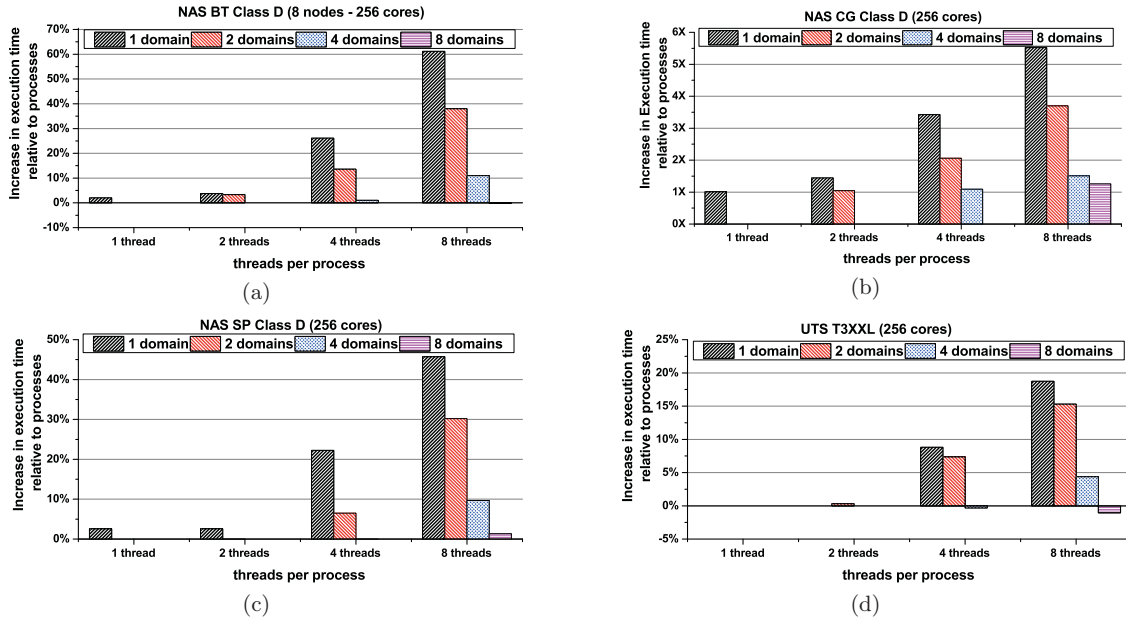 NAS BT Class D (8 nodes - 256 cores)
1 domain 2 domains 4 domains 8 domains
Increase in execution time
relative to processes
70%
60%
50%
40%
30%
20%
10%
0%
-10%
1 thread 2 threads 4 threads 8 threads
threads per process
(a)
NAS CG Class D (256 cores)
1 domain 2 domains 4 domains 8 domains
Increase in Execution time
relative to processes
6X
5X
4X
3X
2X
1X
0X
1 thread 2 threads 4 threads 8 threads
threads per process
(b)
NAS SP Class D (256 cores)
1 domain 2 domains 4 domains 8 domains
Increase in execution time
relative to processes
50%
40%
30%
20%
10%
0%
1 thread 2 threads 4 threads 8 threads
threads per process
(c)
UTS T3XXL (256 cores)
1 domain 2 domains 4 domains 8 domains
Increase in execution time
relative to processes
25%
20%
15%
10%
5%
0%
-5%
1 thread 2 threads 4 threads 8 threads
threads per process
(d)